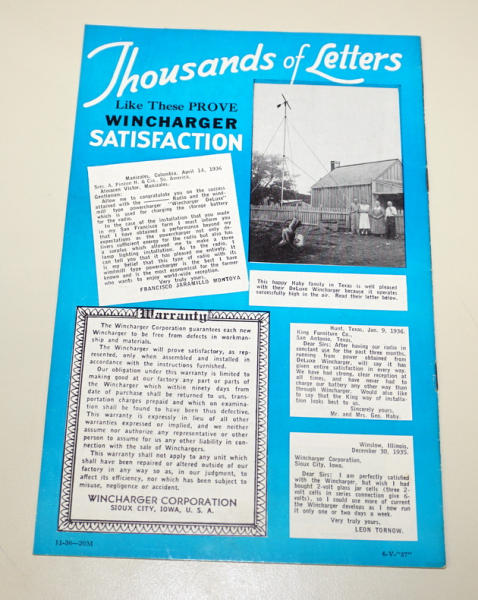 Thousands of Letters
Like These PROVE
WINCHARGER
SATISFACTION
Manizales, Colombia, April 14, 1936
Sres. A. Pinzon H. & Cia., So. America,
Almacen Victor, Manizales.
Gentlemen:
Allow me to congratulate you on the success
attained with the Radio and the wind-
mill type powercharger "Wincharger DeLuxe"
which is used for charging the storage battery
for the radio.
In the case of the installation that you made
in my San Francisco farm I must inform you
that I have obtained a performance beyond my
expectations as the powercharger not only de-
livers sufficient energy for the radio but also has
a surplus which allowed me to make a three
lamp lighting installation. As to the radio, I
can tell you that it has pleased me entirely. It
is my belief that this type of radio with its
windmill type powercharger is the best I have
known and is the most economical for the farmer
who wants to enjoy world-wide reception.
Very truly yours,
FRANCISCO JARAMILLO MONTOYA
This happy Haby family in Texas is well pleased
with their DeLuxe Wincharger because it operates
successfully high in the air. Read their letter below.
Warranty
The Wincharger Corporation guarantees each new
Wincharger to be free from defects in workman-
ship and materials.
The Wincharger will prove satisfactory, as rep-
resented, only when assembled and installed in
accordance with the instructions furnished.
Our obligation under this warranty is limited to
making good at our factory any part or parts of
the Wincharger which within ninety days from
date of purchase shall be returned to us, trans-
portation charges prepaid and which on examina-
tion shall be found to have been thus defective.
This warranty is expressly in lieu of all other
warranties expressed or implied, and we neither
assume nor authorize any representative or other
person to assume for us any other liability in con-
nection with the sale of Winchargers.
This warranty shall not apply to any unit which
shall have been repaired or altered outside of our
factory in any way so as, in our judgment, to
affect its efficiency, nor which has been subject to
misuse, negligence or accident.
WINCHARGER CORPORATION
SIOUX CITY, IOWA, U. S. A.
Hunt, Texas, Jan. 9, 1936.
King Furniture Co.,
San Antonio, Texas.
Dear Sirs: After having our radio in
constant use for the past three months,
running from power obtained from
DeLuxe Wincharger, will say it has
given entire satisfaction in every way.
We have had strong, clear reception at
all times, and have never had to
charge our battery any other way than
through Wincharger. Would also like
to say that the King way of installa-
tion looks best to us.
Sincerely yours,
Mr. and Mrs. Geo. Haby.
Winslow, Illinois,
December 30, 1935.
Wincharger Corporation,
Sioux City, Iowa.
Dear Sirs: I am perfectly satisfied
with the Wincharger, but wish I had
bought 2-volt glass jar cells (three 2-
volt cells in series connection give 6-
volts), so I could use more of current
the Wincharger develops as I now run
it only one or two days a week.
Very truly yours,
LEON TORNOW.
11-36—20M
6-V-"37"